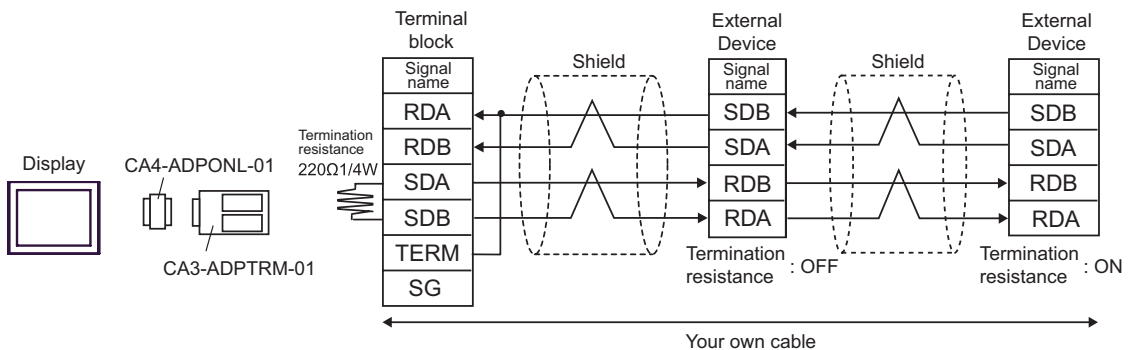 Display
CA4-ADPONL-01
CA3-ADPTRM-01
Termination
resistance
220Ω1/4W
Terminal
block
Signal
name
RDA
RDB
SDA
SDB
TERM
SG
Shield
External
Device
Signal
name
SDB
SDA
RDB
RDA
Termination
resistance : OFF
Shield
External
Device
Signal
name
SDB
SDA
RDB
RDA
Termination
resistance : ON
Your own cable